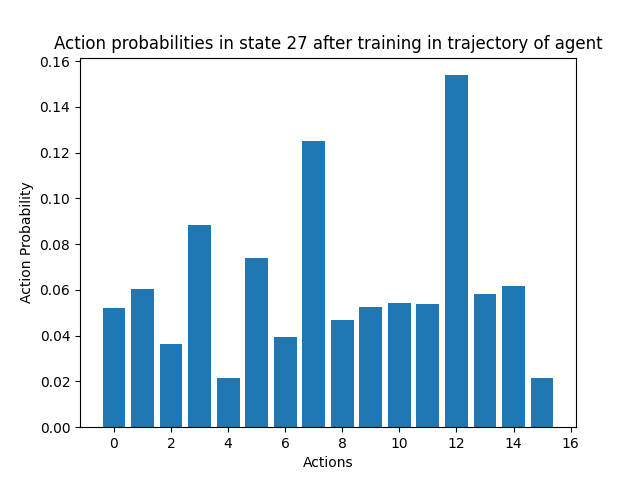 Action probabilities in state 27 after training in trajectory of agent
0.16
0.14
0.12
0.10
0.08
0.06
0.04
0.02
0.00
Action Probability
0 2 4 6 8 10 12 14 16
Actions